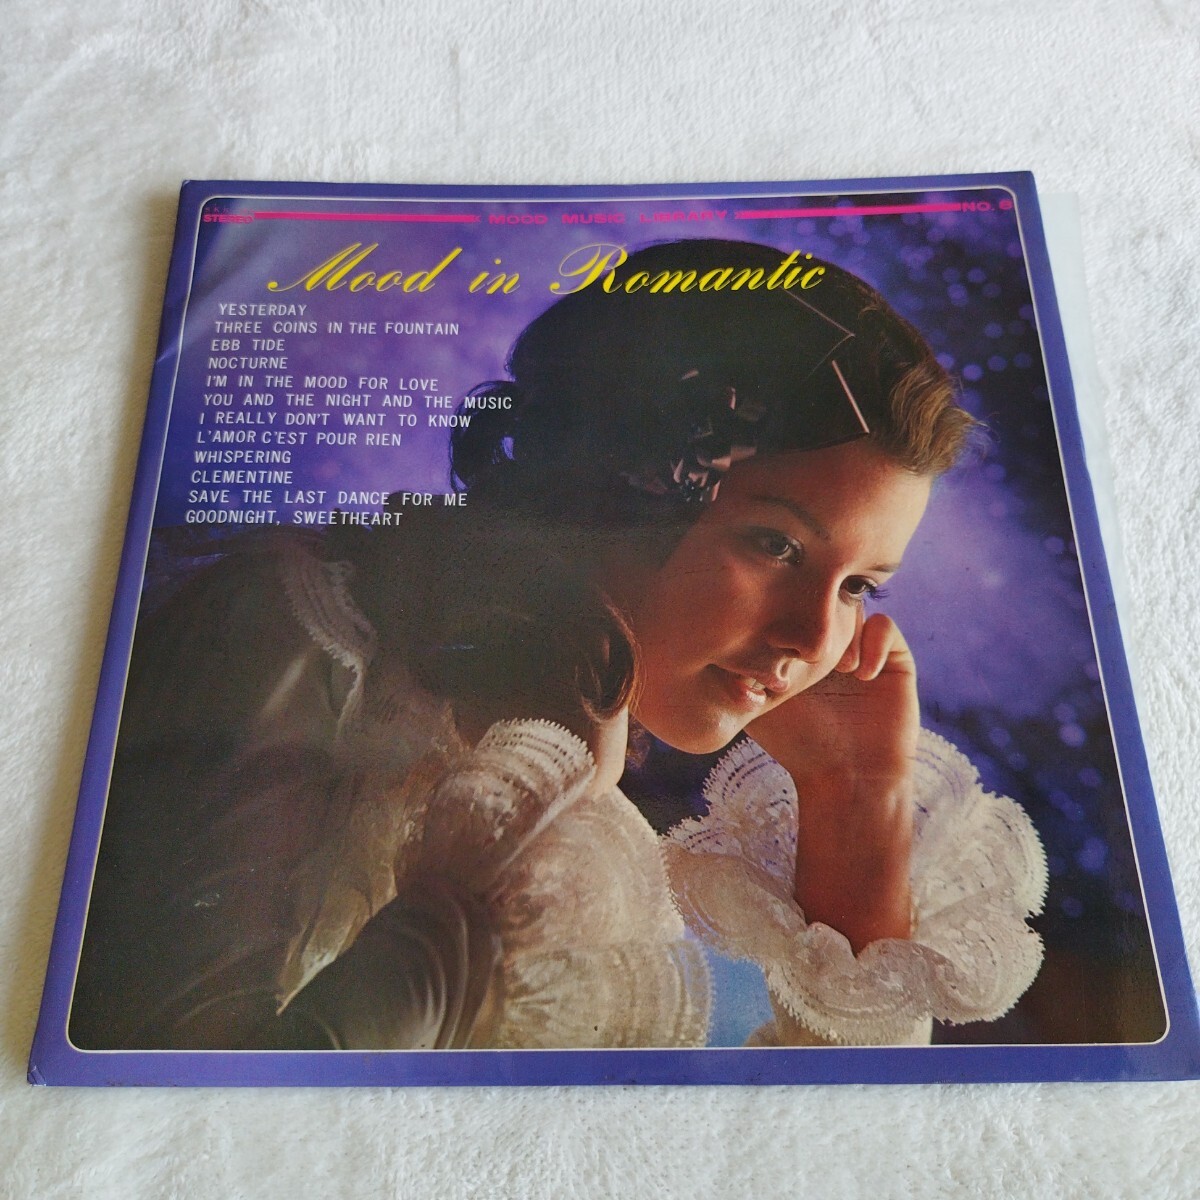 STEREO
MOOD MUSIC LIBRARY
NO. 6
Mood in Romantic
YESTERDAY
THREE COINS IN THE FOUNTAIN
EBB TIDE
NOCTURNE
I'M IN THE MOOD FOR LOVE
YOU AND THE NIGHT AND THE MUSIC
I REALLY DON'T WANT TO KNOW
L'AMOR C'EST POUR RIEN
WHISPERING
CLEMENTINE
SAVE THE LAST DANCE FOR ME
GOODNIGHT, SWEETHEART